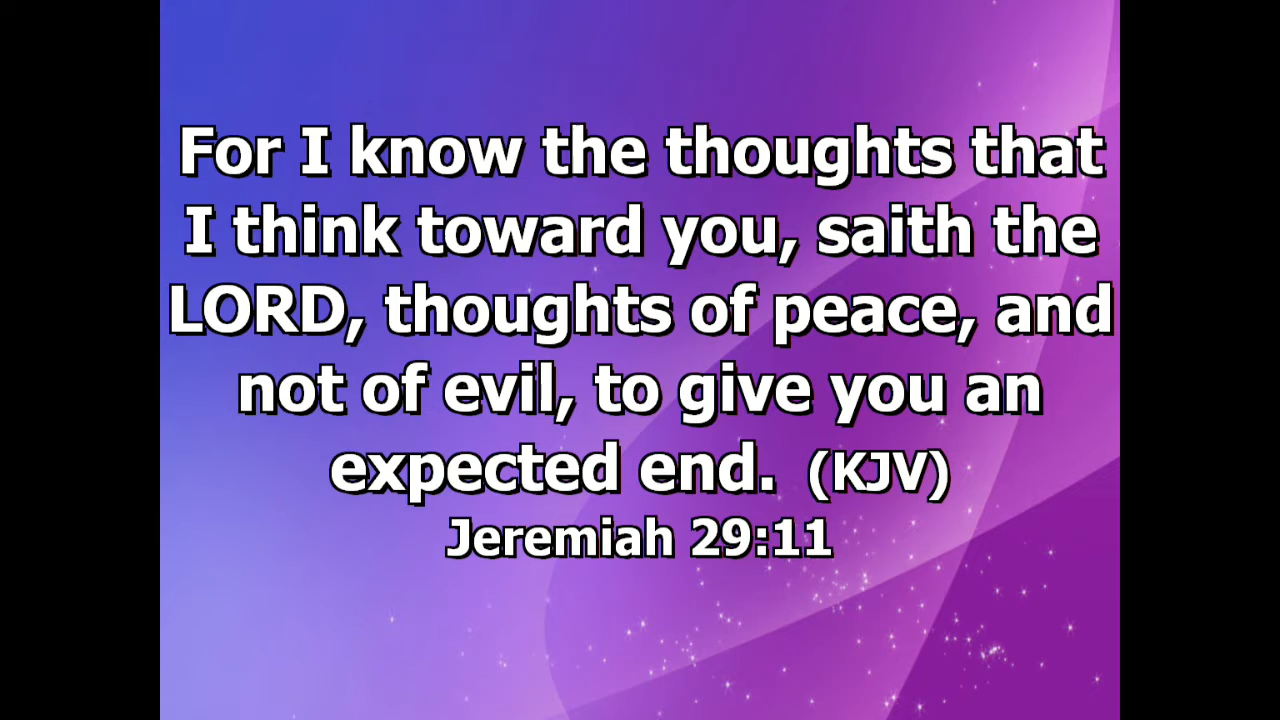 For I know the thoughts that
I think toward you, saith the
LORD, thoughts of peace, and
not of evil, to give you an
expected end. (KJV)
Jeremiah 29:11